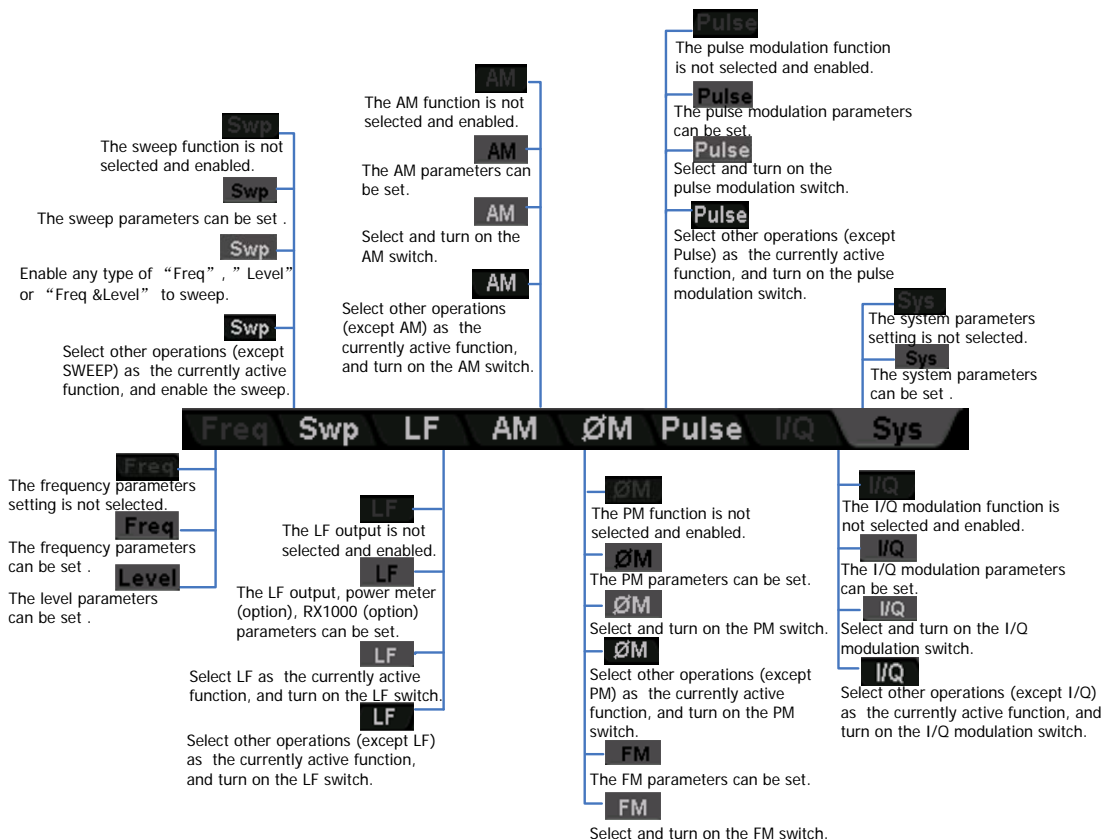 Pulse
The pulse modulation function
is not selected and enabled.
Pulse
The pulse modulation parameters
can be set.
Pulse
Select and turn on the
pulse modulation switch.
Pulse
Select other operations (except
Pulse) as the currently active
function, and turn on the pulse
modulation switch.
AM
The AM function is not
selected and enabled.
AM
The AM parameters can
be set.
AM
Select and turn on the
AM switch.
AM
Select other operations
(except AM) as the
currently active function,
and turn on the AM switch.
Swp
The sweep function is not
selected and enabled.
Swp
The sweep parameters can be set .
Swp
Enable any type of “Freq”, ” Level”
or “Freq &Level” to sweep.
Swp
Select other operations (except
SWEEP) as the currently active
function, and enable the sweep.
Sys
The system parameters
setting is not selected.
Sys
The system parameters
can be set .
Freq Swp LF AM ØM Pulse I/Q Sys
Freq
The frequency parameters
setting is not selected.
Freq
The frequency parameters
can be set .
Level
The level parameters
can be set .
LF
The LF output is not
selected and enabled.
LF
The LF output, power meter
(option), RX1000 (option)
parameters can be set.
LF
Select LF as the currently active
function, and turn on the LF switch.
LF
Select other operations (except LF)
as the currently active function,
and turn on the LF switch.
ØM
The PM function is not
selected and enabled.
ØM
The PM parameters can be set.
ØM
Select and turn on the PM switch.
ØM
Select other operations (except
PM) as the currently active
function, and turn on the PM
switch.
FM
The FM parameters can be set.
FM
Select and turn on the FM switch.
I/Q
The I/Q modulation function is
not selected and enabled.
I/Q
The I/Q modulation parameters
can be set.
I/Q
Select and turn on the I/Q
modulation switch.
I/Q
Select other operations (except I/Q)
as the currently active function, and
turn on the I/Q modulation switch.